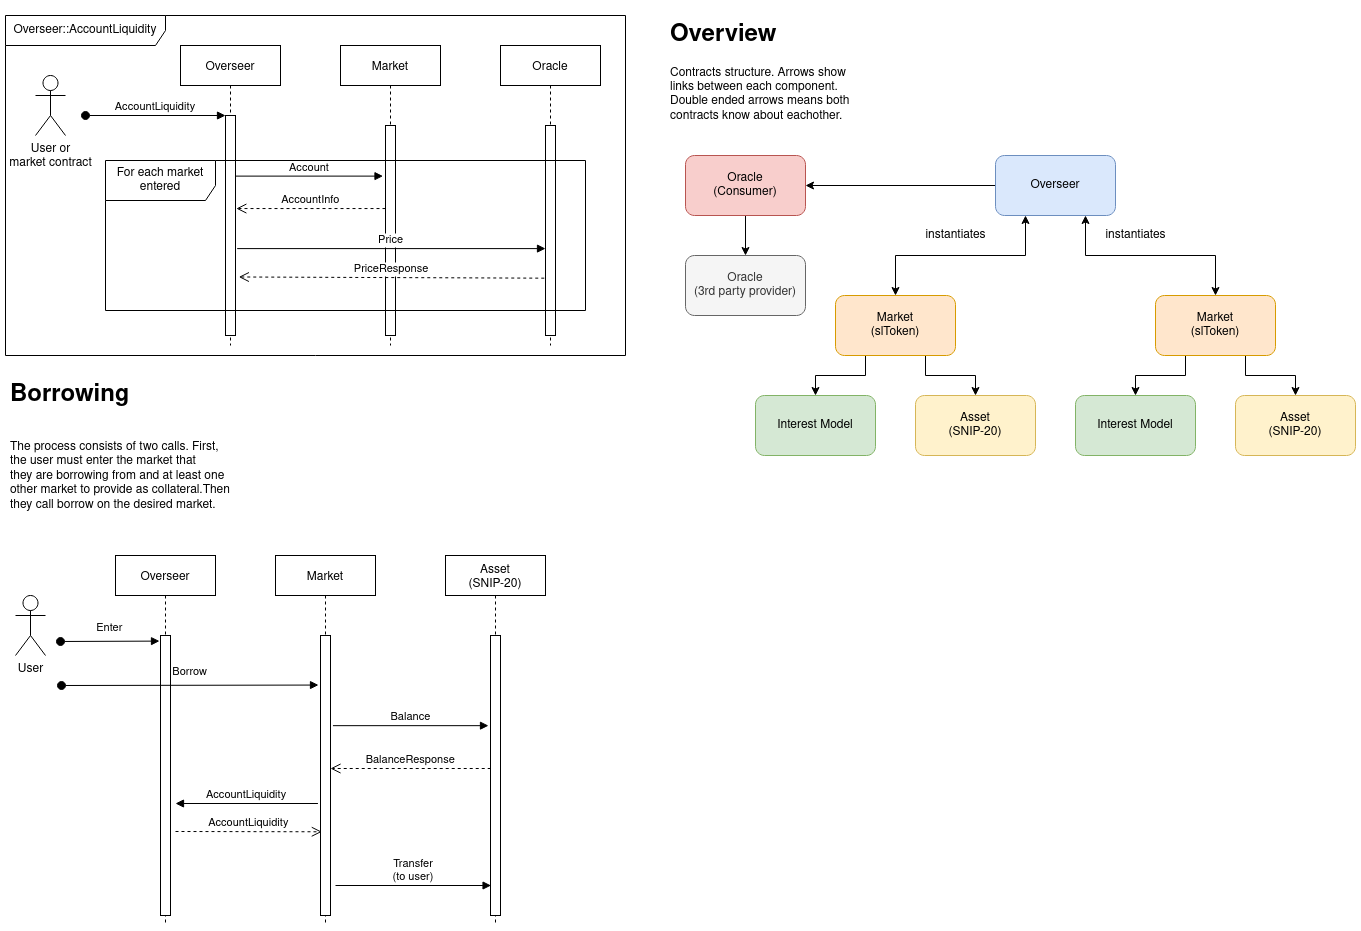 Overseer::AccountLiquidity
Overseer
Market
Oracle
AccountLiquidity
User or
market contract
For each market
entered
Account
AccountInfo
Price
PriceResponse
Overview
Contracts structure. Arrows show
links between each component.
Double ended arrows means both
contracts know about eachother.
Oracle
(Consumer)
Overseer
instantiates
instantiates
Oracle
(3rd party provider)
Market
(slToken)
Market
(slToken)
Interest Model
Asset
(SNIP-20)
Interest Model
Asset
(SNIP-20)
Borrowing
The process consists of two calls. First,
the user must enter the market that
they are borrowing from and at least one
other market to provide as collateral.Then
they call borrow on the desired market.
Overseer
Market
Asset
(SNIP-20)
Enter
User
Borrow
Balance
BalanceResponse
AccountLiquidity
AccountLiquidity
Transfer
(to user)